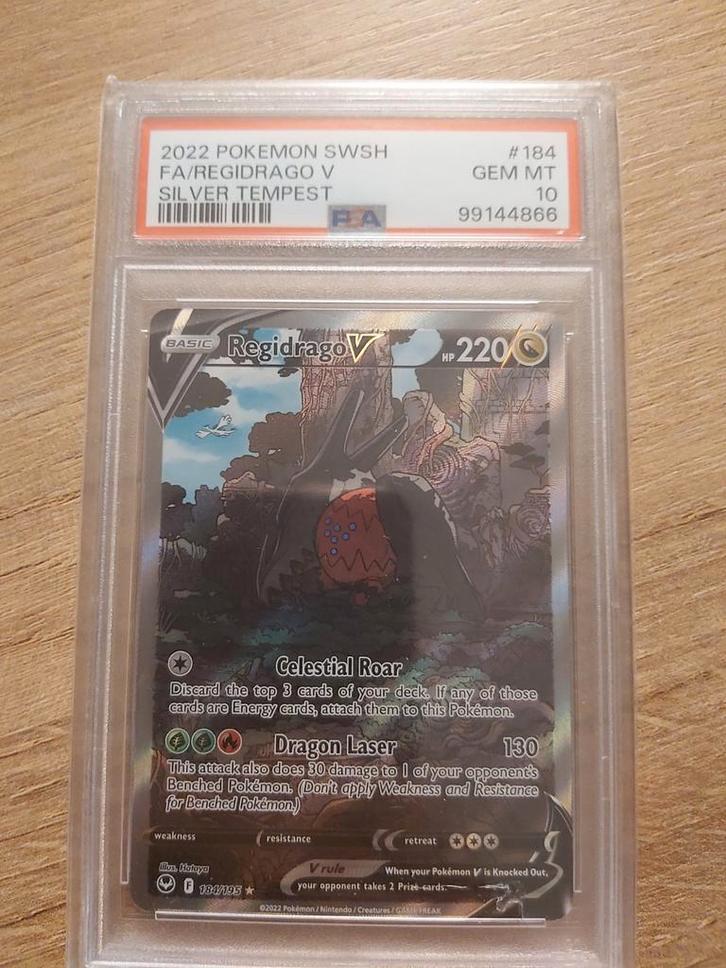 2022 POKEMON SWSH #184
FA/REGIDRAGO V GEM MT
SILVER TEMPEST 10
PSA 99144866
BASIC Regidrago V HP 220
Celestial Roar
Discard the top 3 cards of your deck. If any of those
cards are Energy cards, attach them to this Pokémon.
Dragon Laser 130
This attack also does 30 damage to 1 of your opponent's
Benched Pokémon. (Don't apply Weakness and Resistance
for Benched Pokémon.)
weakness resistance retreat
illus. Hataya
V rule When your Pokémon V is Knocked Out,
your opponent takes 2 Prize cards.
F 184/195
©2022 Pokémon / Nintendo / Creatures / GAME FREAK